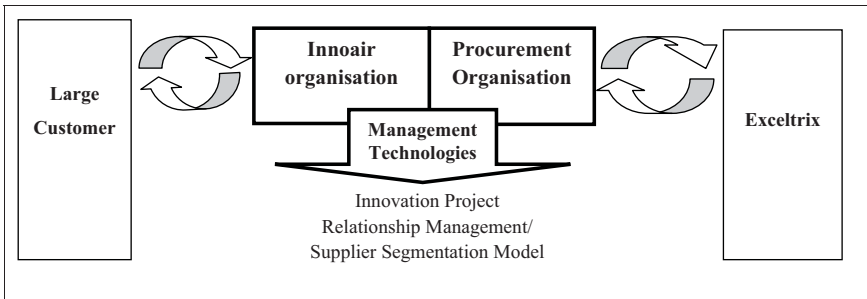 Large
Customer
Innoair
organisation
Procurement
Organisation
Management
Technologies
Innovation Project
Relationship Management/
Supplier Segmentation Model
Exceltrix